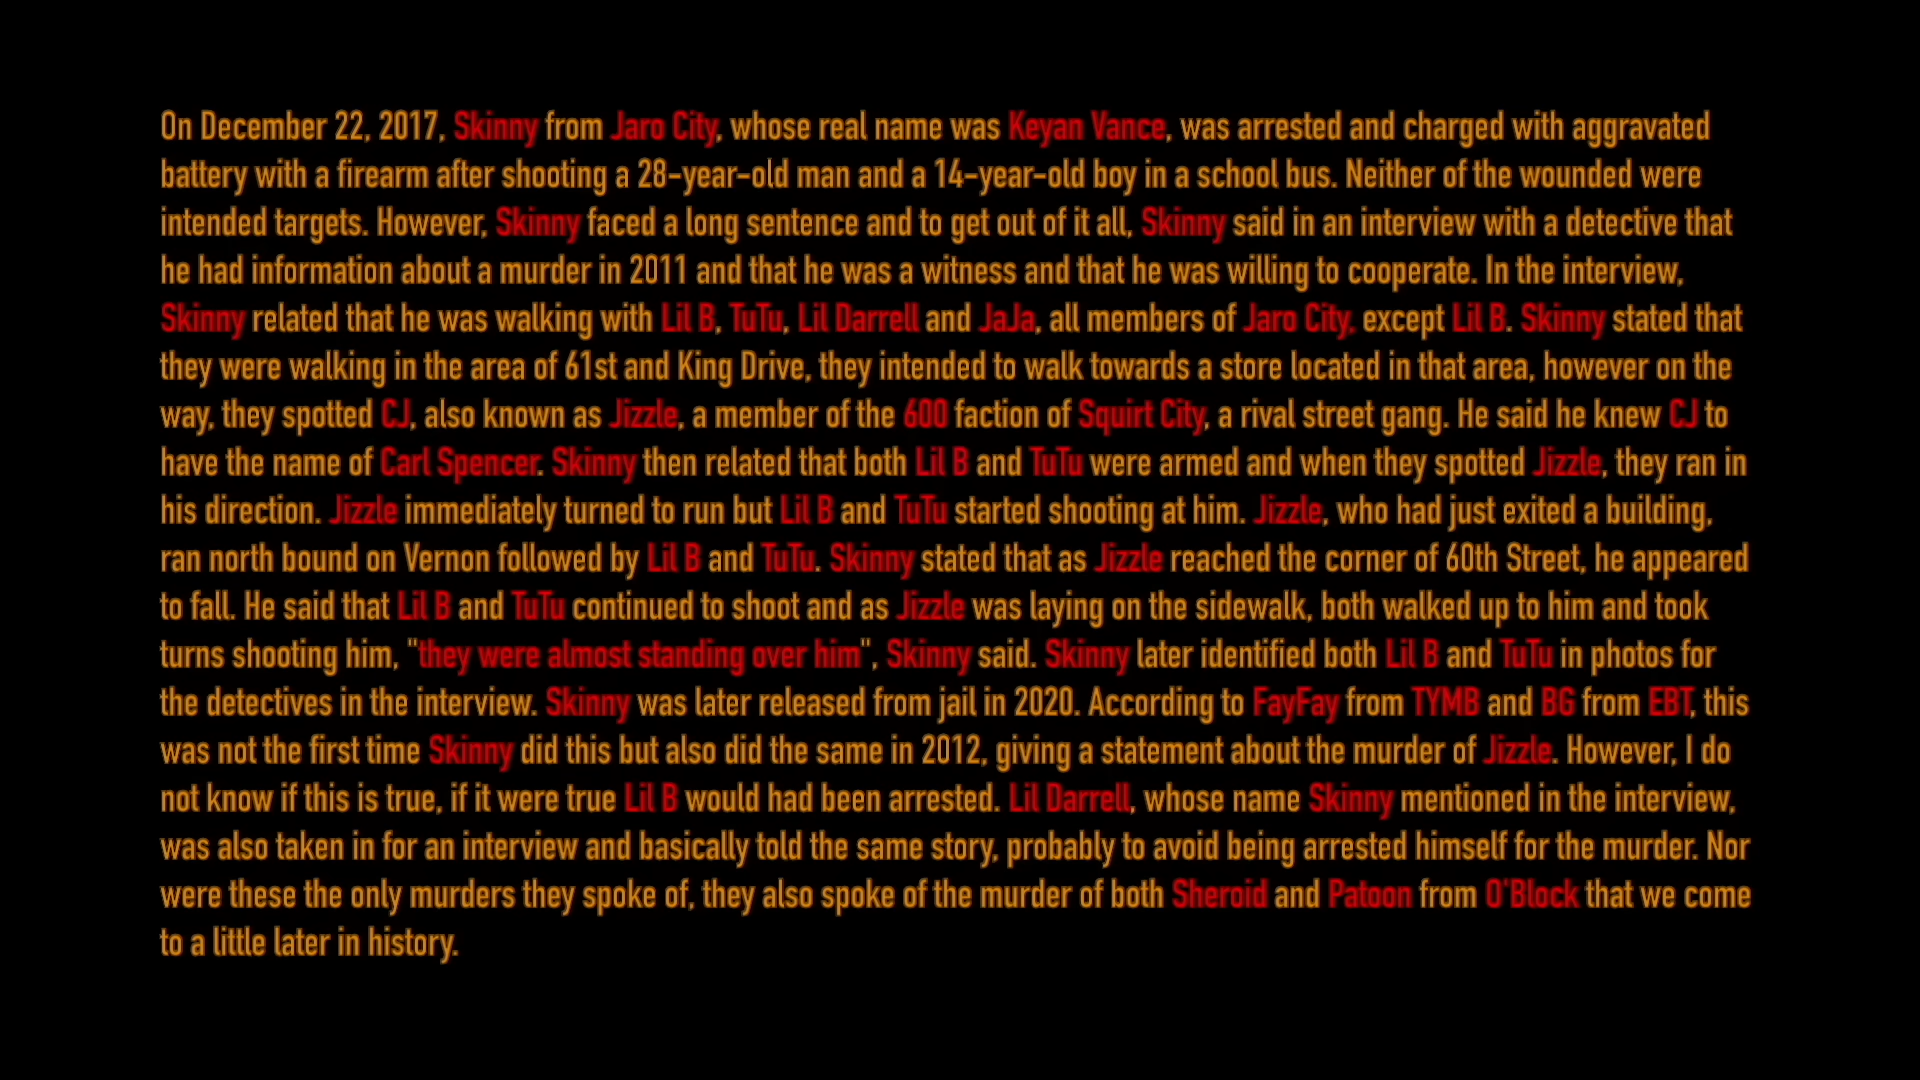 On December 22, 2017, Skinny from Jaro City, whose real name was Keyan Vance, was arrested and charged with aggravated
battery with a firearm after shooting a 28-year-old man and a 14-year-old boy in a school bus. Neither of the wounded were
intended targets. However, Skinny faced a long sentence and to get out of it all, Skinny said in an interview with a detective that
he had information about a murder in 2011 and that he was a witness and that he was willing to cooperate. In the interview,
Skinny related that he was walking with Lil B, TuTu, Lil Darrell and JaJa, all members of Jaro City, except Lil B. Skinny stated that
they were walking in the area of 61st and King Drive, they intended to walk towards a store located in that area, however on the
way, they spotted CJ, also known as Jizzle, a member of the 600 faction of Squirt City, a rival street gang. He said he knew CJ to
have the name of Carl Spencer. Skinny then related that both Lil B and TuTu were armed and when they spotted Jizzle, they ran in
his direction. Jizzle immediately turned to run but Lil B and TuTu started shooting at him. Jizzle, who had just exited a building,
ran north bound on Vernon followed by Lil B and TuTu. Skinny stated that as Jizzle reached the corner of 60th Street, he appeared
to fall. He said that Lil B and TuTu continued to shoot and as Jizzle was laying on the sidewalk, both walked up to him and took
turns shooting him, "they were almost standing over him", Skinny said. Skinny later identified both Lil B and TuTu in photos for
the detectives in the interview. Skinny was later released from jail in 2020. According to FayFay from TYMB and BG from EBT, this
was not the first time Skinny did this but also did the same in 2012, giving a statement about the murder of Jizzle. However, I do
not know if this is true, if it were true Lil B would had been arrested. Lil Darrell, whose name Skinny mentioned in the interview,
was also taken in for an interview and basically told the same story, probably to avoid being arrested himself for the murder. Nor
were these the only murders they spoke of, they also spoke of the murder of both Sheroid and Patoon from O'Block that we come
to a little later in history.